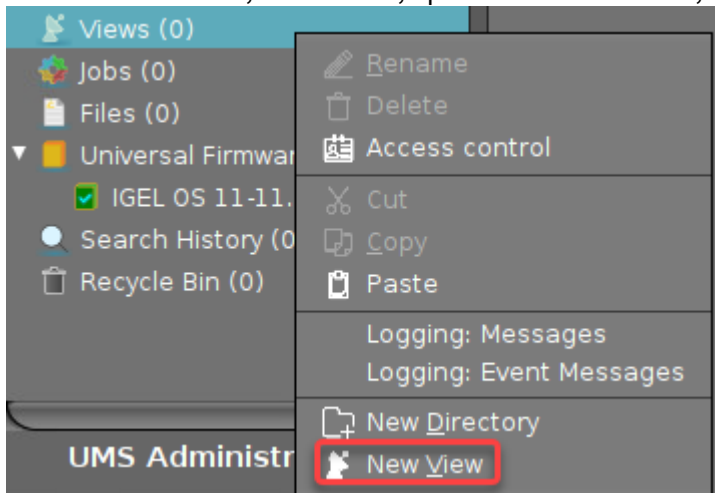 Views (0)
Jobs (0)
Files (0)
Universal Firmwar
IGEL OS 11-11.
Search History (0
Recycle Bin (0)
UMS Administr
Rename
Delete
Access control
Cut
Copy
Paste
Logging: Messages
Logging: Event Messages
New Directory
New View